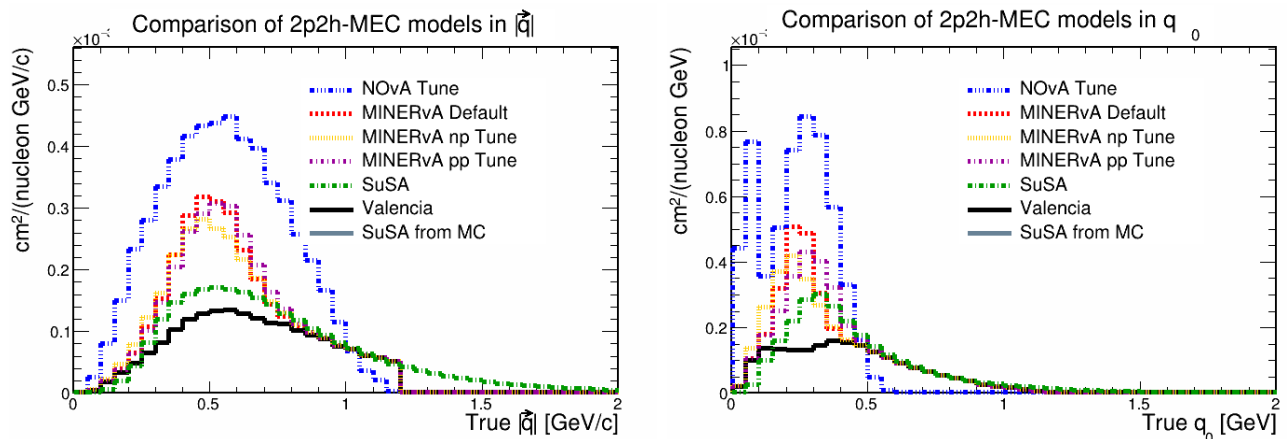 Comparison of 2p2h-MEC models in |q⃗|
cm²/(nucleon GeV/c)
0.5
0.4
0.3
0.2
0.1
0
NOvA Tune
MINERvA Default
MINERvA np Tune
MINERvA pp Tune
SuSA
Valencia
SuSA from MC
0 0.5 1 1.5 2
True |q⃗| [GeV/c]
Comparison of 2p2h-MEC models in q₀
cm²/(nucleon GeV)
1
0.8
0.6
0.4
0.2
0
NOvA Tune
MINERvA Default
MINERvA np Tune
MINERvA pp Tune
SuSA
Valencia
SuSA from MC
0 0.5 1 1.5 2
True q₀ [GeV]